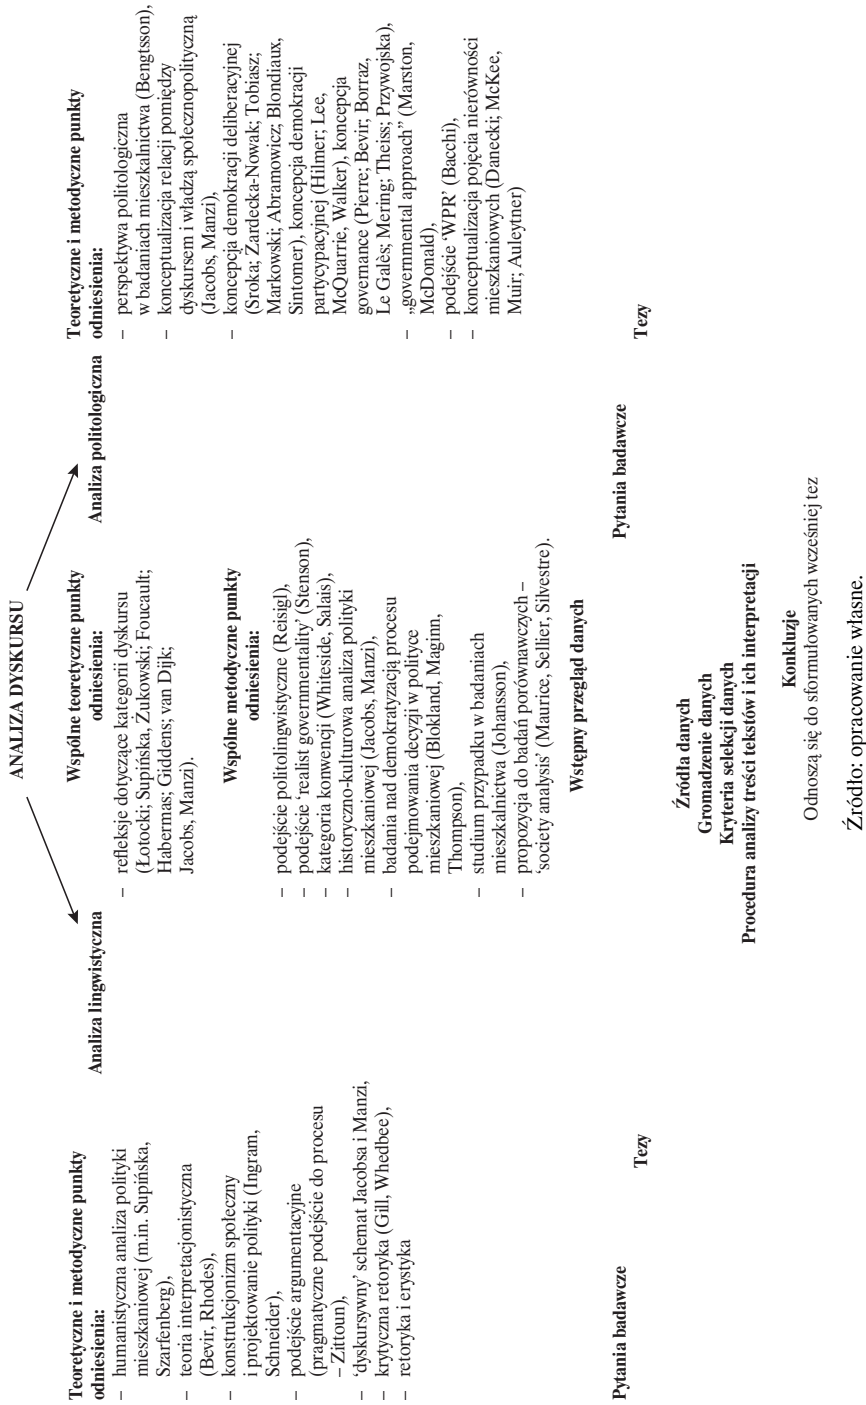 ANALIZA DYSKURSU
Analiza lingwistyczna
Analiza politologiczna
Teoretyczne i metodyczne punkty
odniesienia:
– humanistyczna analiza polityki
mieszkaniowej (m.in. Supińska,
Szarfenberg),
– teoria interpretacjonistyczna
(Bevir, Rhodes),
– konstrukcjonizm społeczny
i projektowanie polityki (Ingram,
Schneider),
– podejście argumentacyjne
(pragmatyczne podejście do procesu
– Zittoun),
– ‘dyskursywny’ schemat Jacobsa i Manzi,
– krytyczna retoryka (Gill, Whedbee),
– retoryka i erystyka
Wspólne teoretyczne punkty
odniesienia:
– refleksje dotyczące kategorii dyskursu
(Łotocki; Supińska, Żukowski; Foucault;
Habermas; Giddens; van Dijk;
Jacobs, Manzi).
Wspólne metodyczne punkty
odniesienia:
– podejście politolingwistyczne (Reisigl),
– podejście ‘realist governmentality’ (Stenson),
– kategoria konwencji (Whiteside, Salais),
– historyczno-kulturowa analiza polityki
mieszkaniowej (Jacobs, Manzi),
– badania nad demokratyzacją procesu
podejmowania decyzji w polityce
mieszkaniowej (Blokland, Maginn,
Thompson),
– studium przypadku w badaniach
mieszkalnictwa (Johansson),
– propozycja do badań porównawczych –
‘society analysis’ (Maurice, Sellier, Silvestre).
Teoretyczne i metodyczne punkty
odniesienia:
– perspektywa politologiczna
w badaniach mieszkalnictwa (Bengtsson),
– konceptualizacja relacji pomiędzy
dyskursem i władzą społecznopolityczną
(Jacobs, Manzi),
– koncepcja demokracji deliberacyjnej
(Sroka; Zardecka-Nowak; Tobiasz;
Markowski; Abramowicz; Blondiaux,
Sintomer), koncepcja demokracji
partycypacyjnej (Hilmer; Lee,
McQuarrie, Walker), koncepcja
governance (Pierre; Bevir; Borraz,
Le Galès; Mering; Theiss; Przywojska),
– „governmental approach” (Marston,
McDonald),
– podejście ‘WPR’ (Bacchi),
– konceptualizacja pojęcia nierówności
mieszkaniowych (Danecki; McKee,
Muir; Auleytner
Wstępny przegląd danych
Pytania badawcze
Pytania badawcze
Tezy
Tezy
Źródła danych
Gromadzenie danych
Kryteria selekcji danych
Procedura analizy treści tekstów i ich interpretacji
Konkluzje
Odnoszą się do sformułowanych wcześniej tez
Źródło: opracowanie własne.